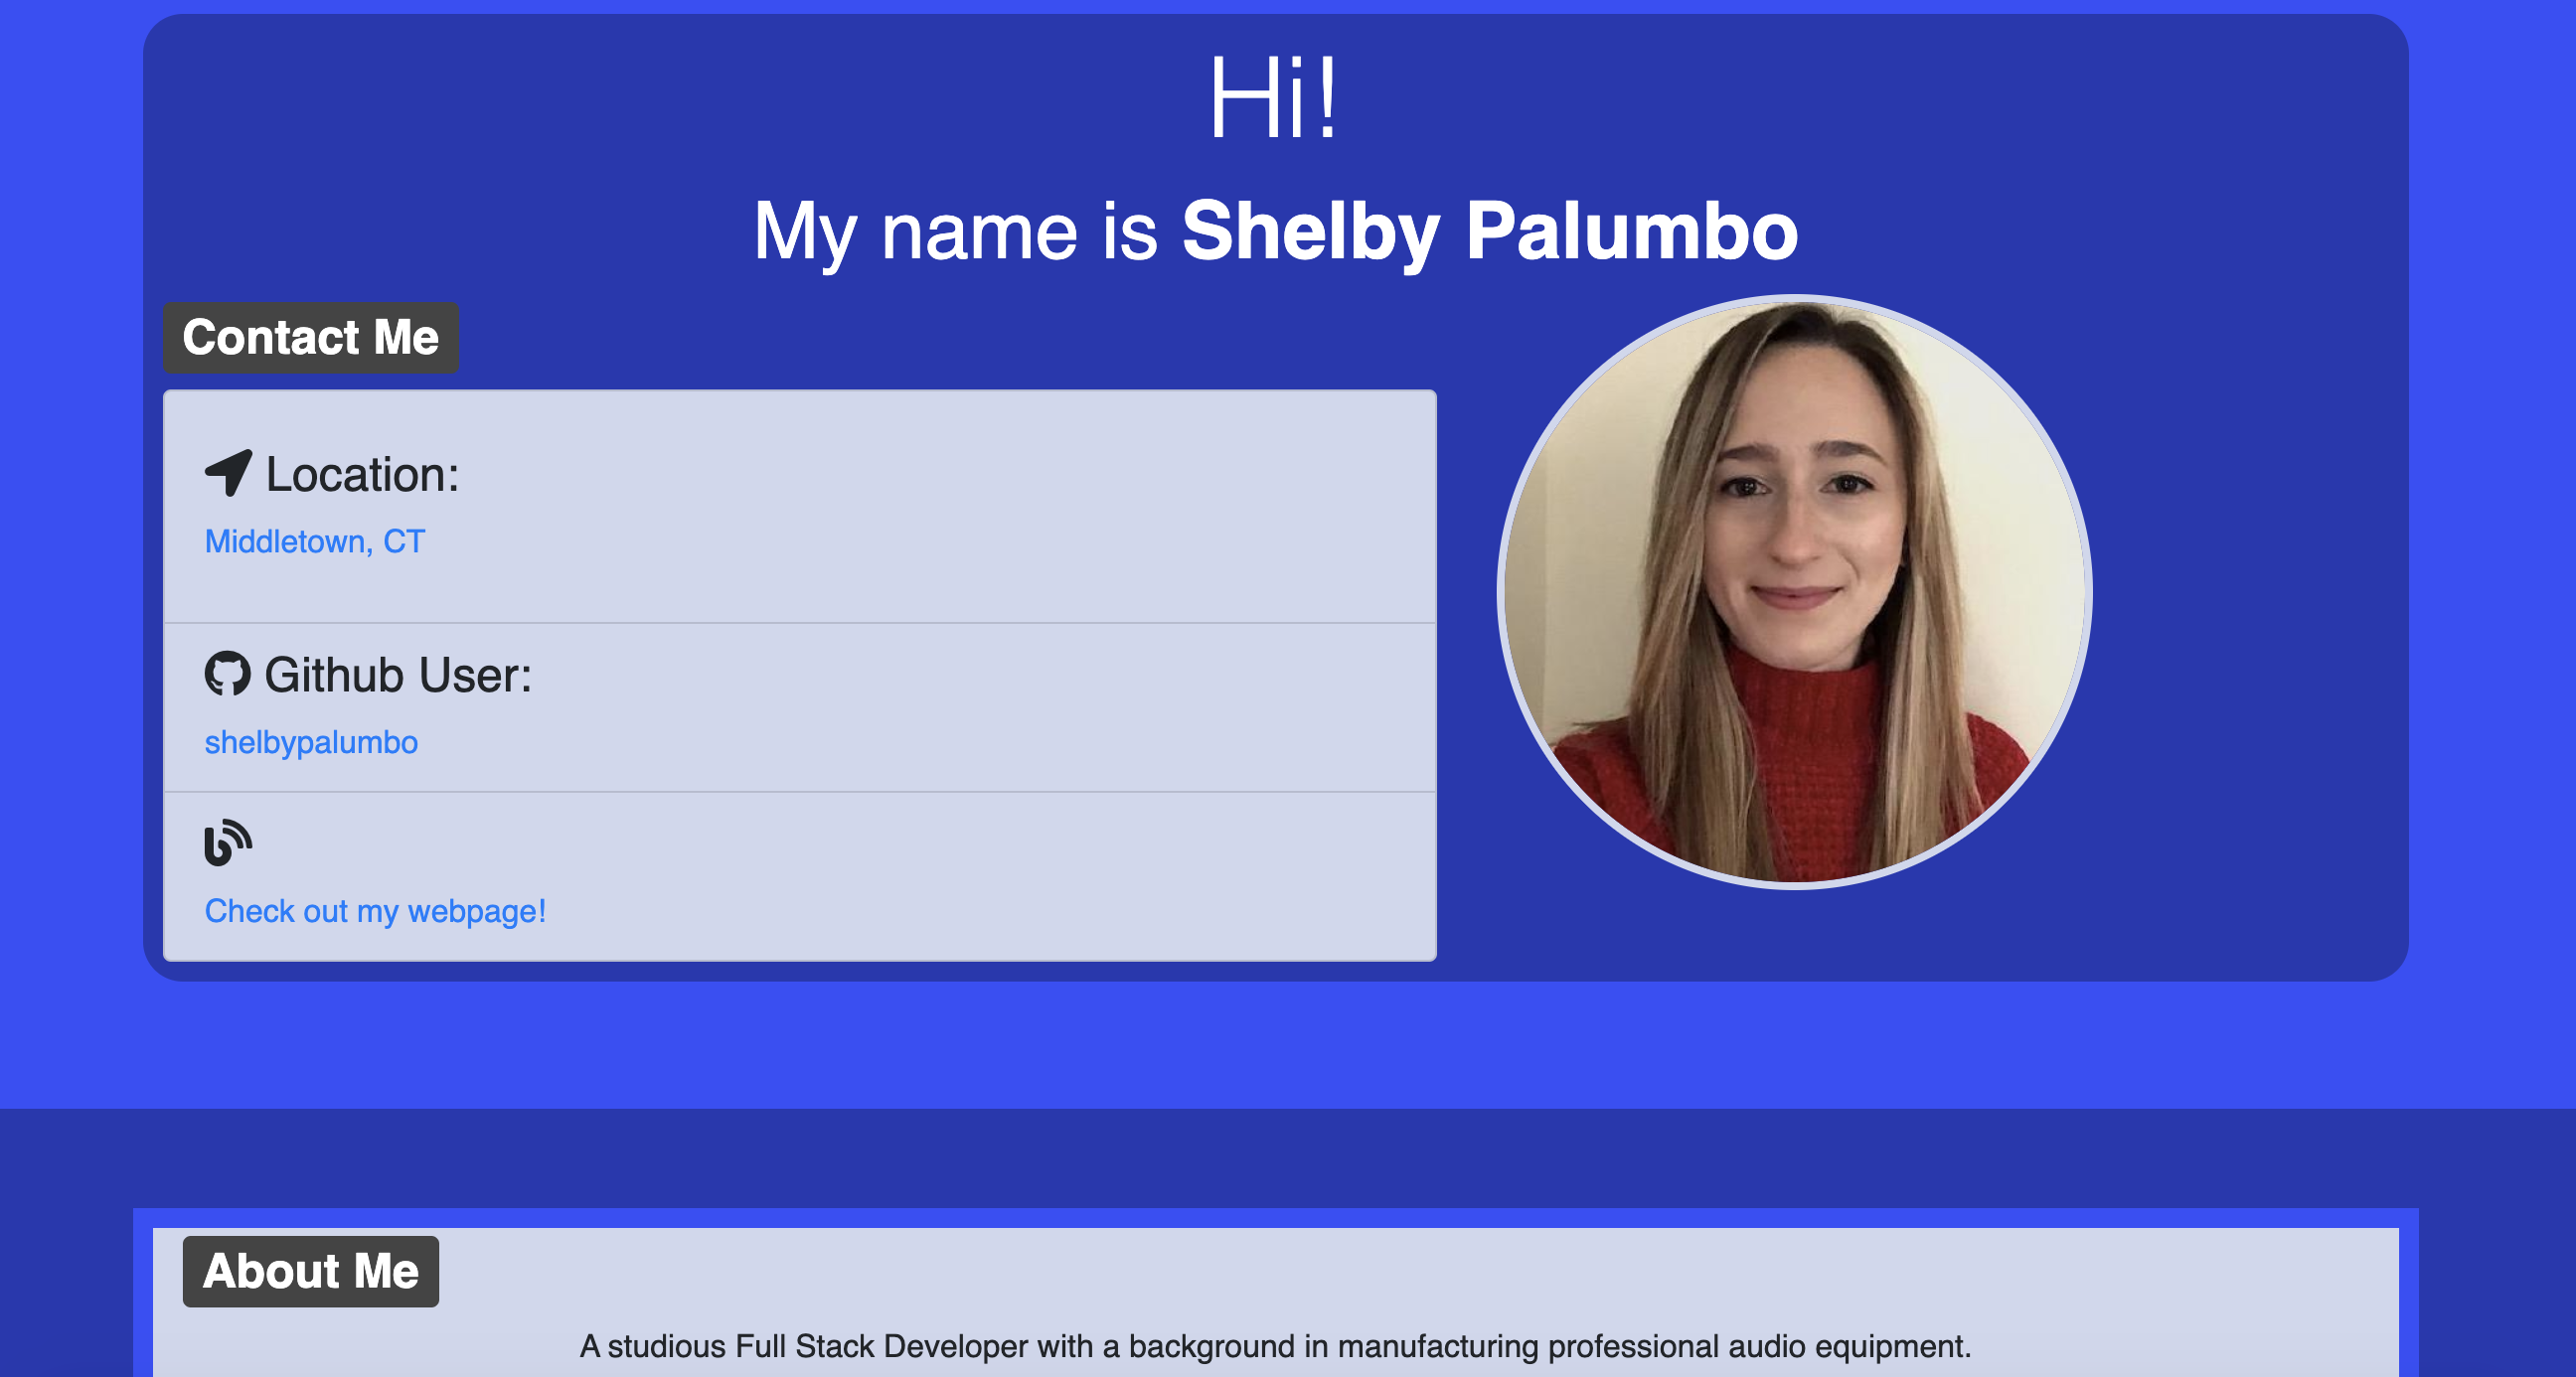 Hi!
My name is Shelby Palumbo
Contact Me
Location:
Middletown, CT
Github User:
shelbypalumbo
Check out my webpage!
About Me
A studious Full Stack Developer with a background in manufacturing professional audio equipment.